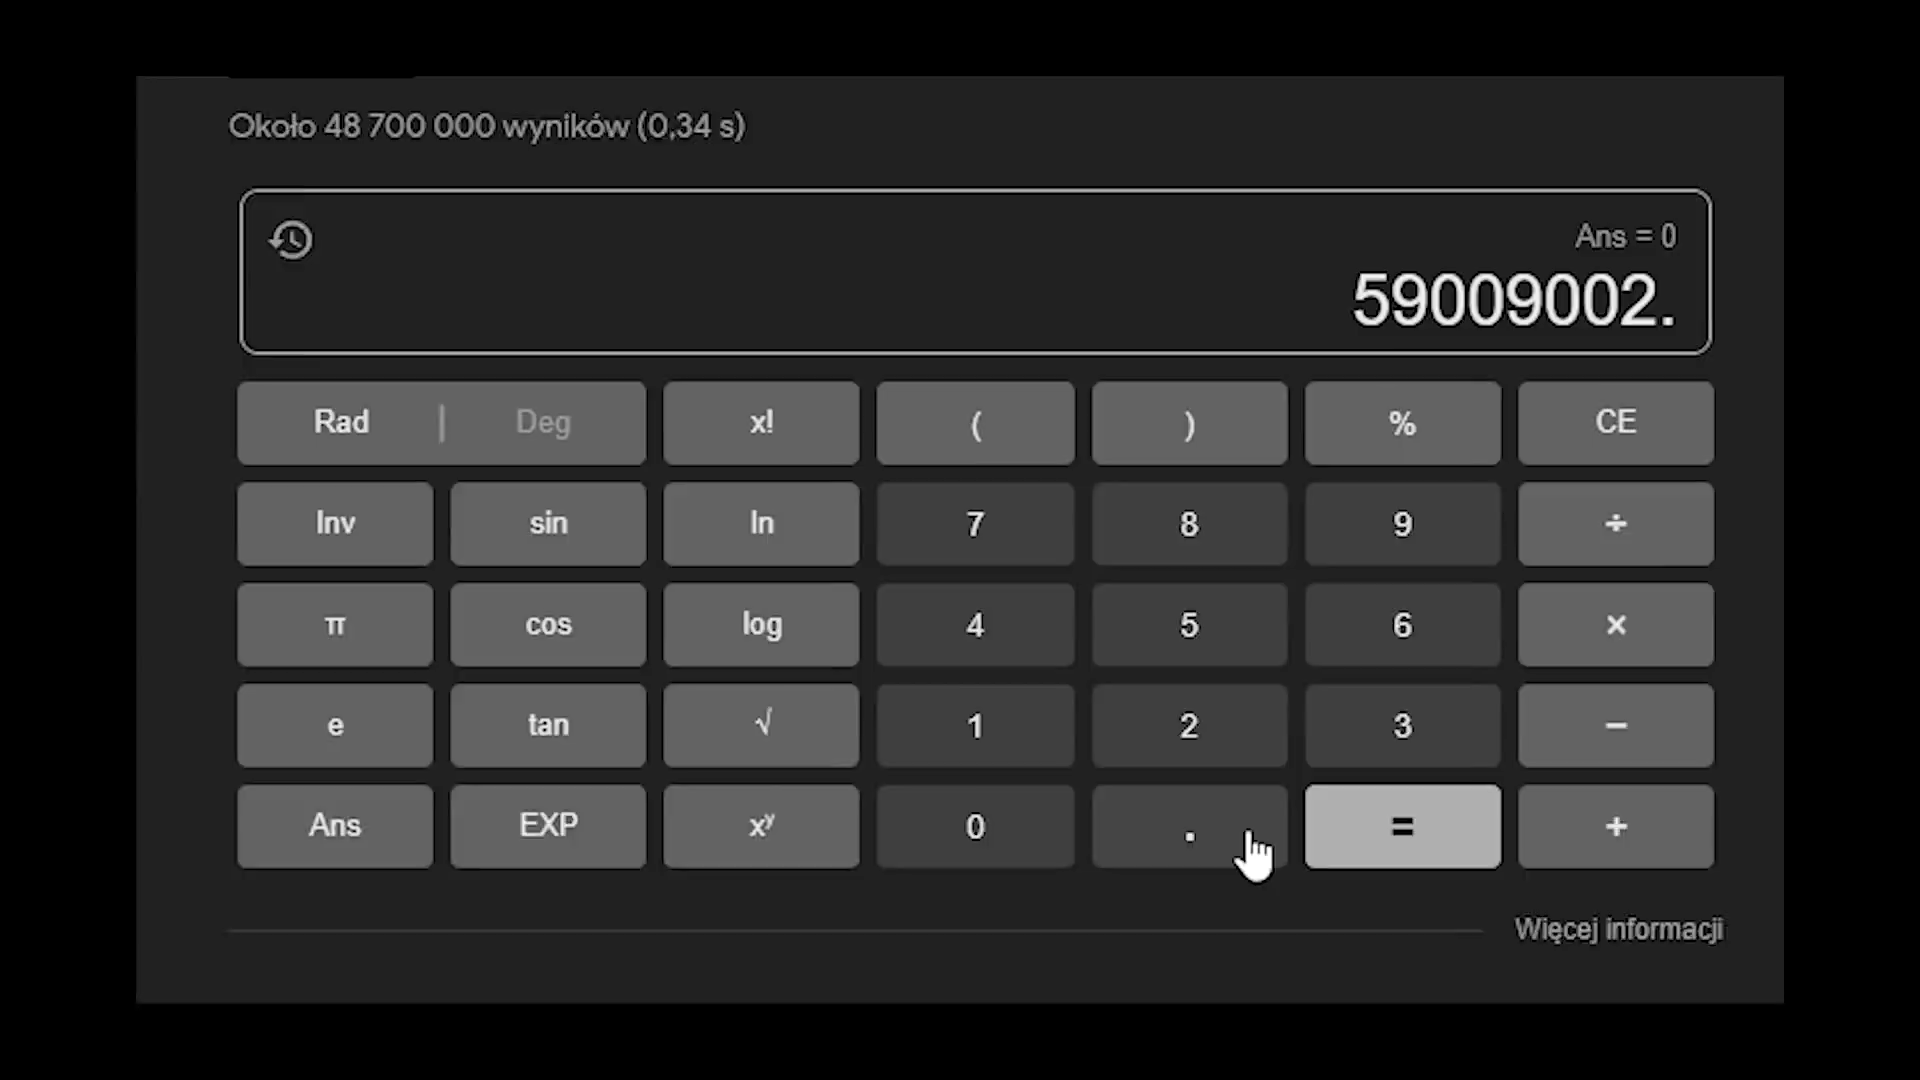 Około 48 700 000 wyników (0,34 s)
Ans = 0
59009002.
Rad | Deg x! ( ) % CE
Inv sin ln 7 8 9 ÷
π cos log 4 5 6 ×
e tan √ 1 2 3 −
Ans EXP xʸ 0 . = +
Więcej informacji